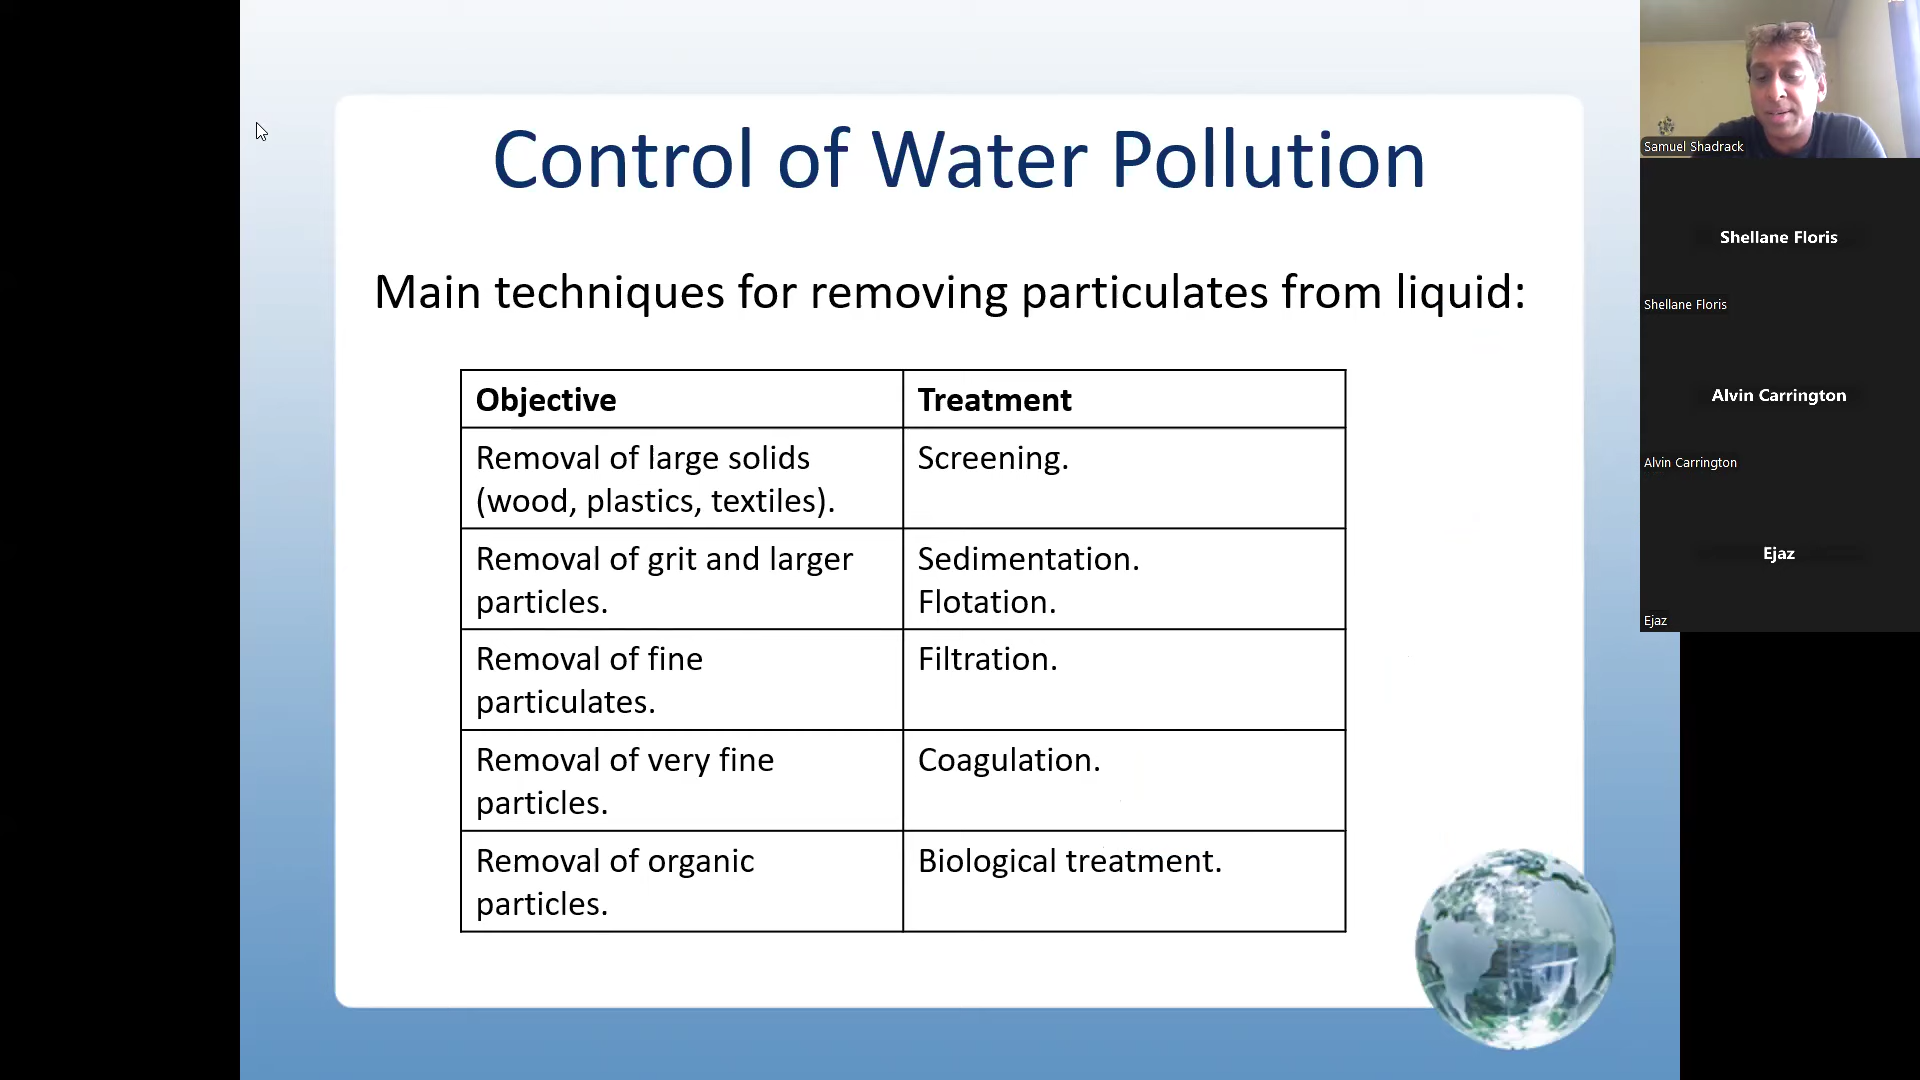 Control of Water Pollution
Main techniques for removing particulates from liquid:
Objective
Treatment
Removal of large solids
(wood, plastics, textiles).
Screening.
Removal of grit and larger
particles.
Sedimentation.
Flotation.
Removal of fine
particulates.
Filtration.
Removal of very fine
particles.
Coagulation.
Removal of organic
particles.
Biological treatment.
Samuel Shadrack
Shellane Floris
Shellane Floris
Alvin Carrington
Alvin Carrington
Ejaz
Ejaz